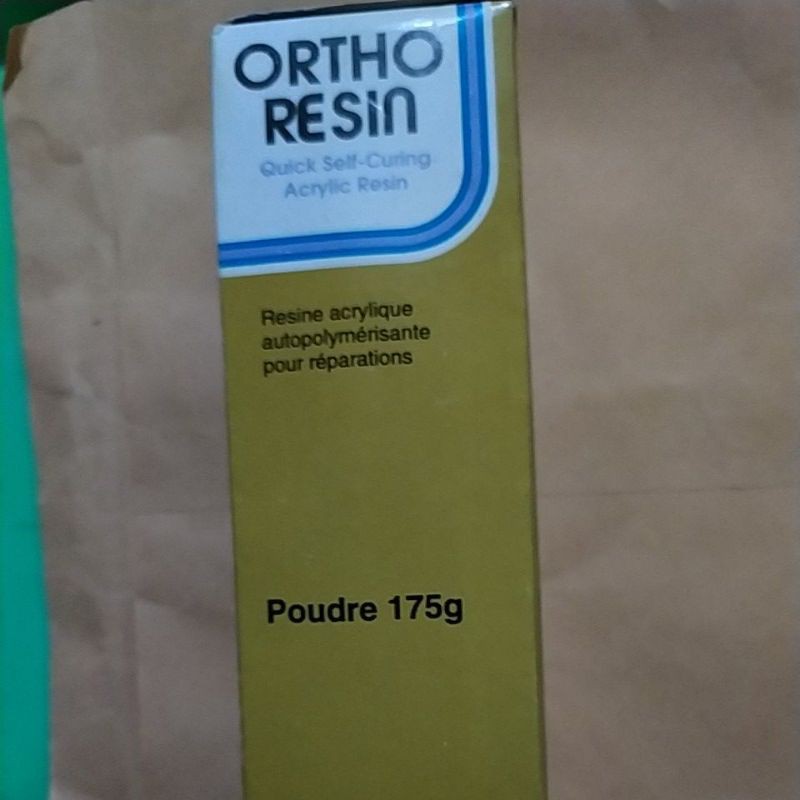 ORTHO
RESIN
Quick Self-Curing
Acrylic Resin
Resine acrylique
autopolymérisante
pour réparations
Poudre 175g